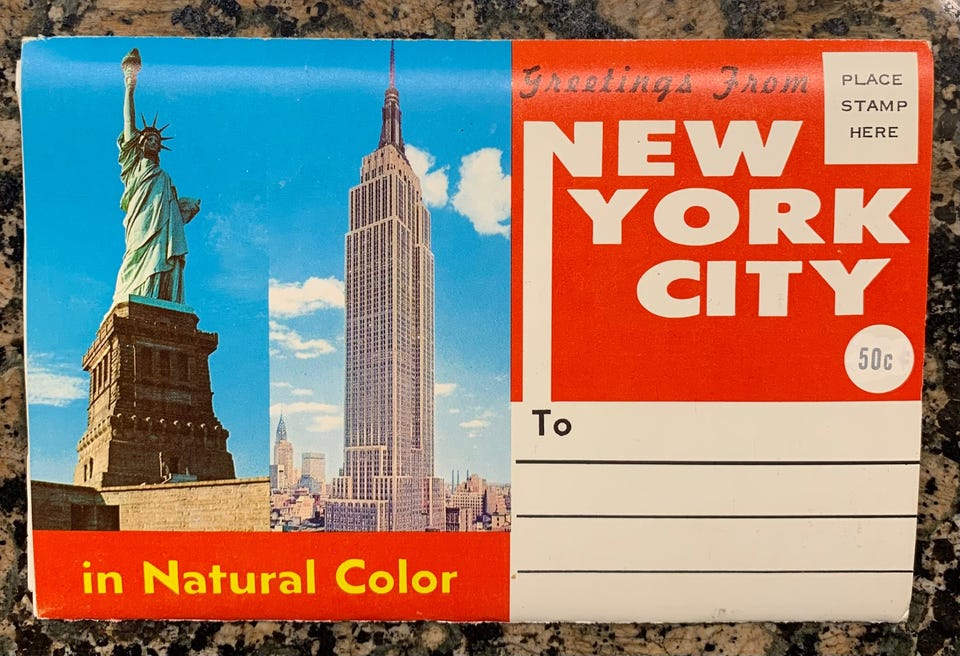 Greetings From
NEW
YORK
CITY
PLACE
STAMP
HERE
50c
To
in Natural Color